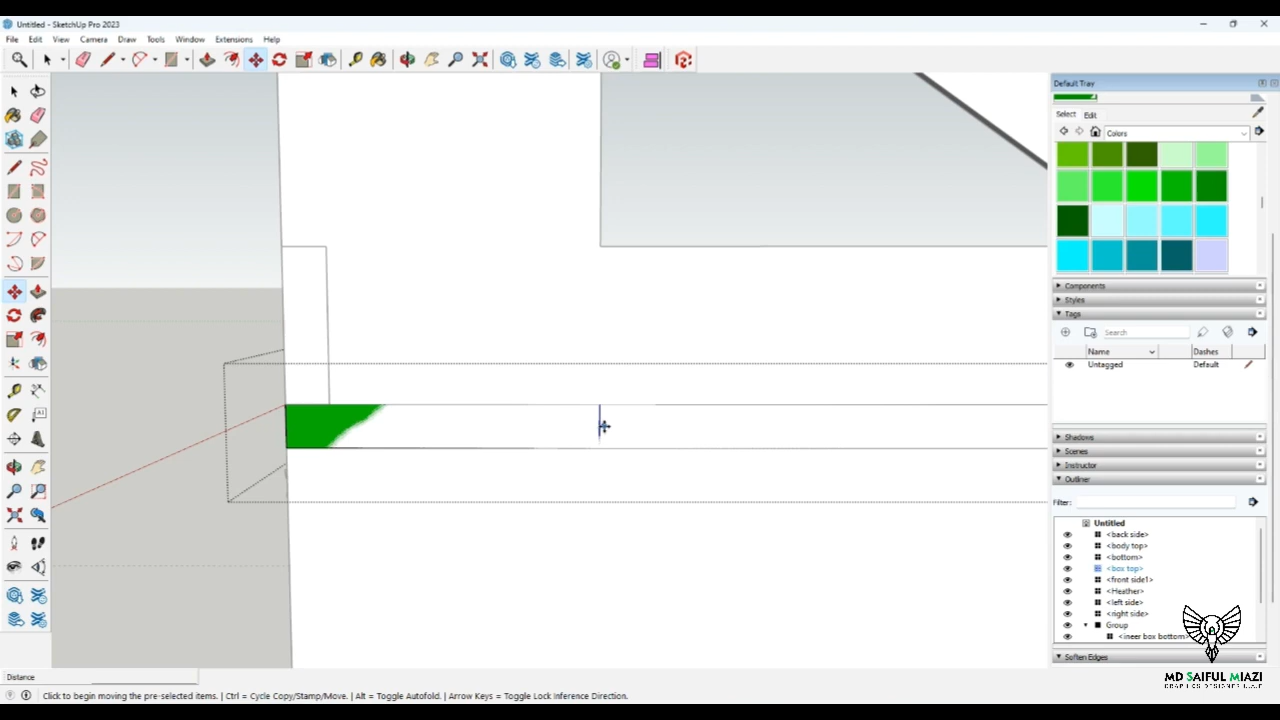 Untitled - SketchUp Pro 2023
File Edit View Camera Draw Tools Window Extensions Help
Default Tray
Select Edit
Colors
Components
Styles
Tags
Search
Name Dashes
Untagged Default
Shadows
Scenes
Instructor
Outliner
Filter:
Untitled
<back side>
<body top>
<bottom>
<box top>
<front side1>
<Heather>
<left side>
<right side>
Group
<ineer box bottom>
Soften Edges
MD SAIFUL MIAZI
Distance
Click to begin moving the pre-selected items. | Ctrl = Cycle Copy/Stamp/Move. | Alt = Toggle Autofold. | Arrow Keys = Toggle Lock Inference Direction.